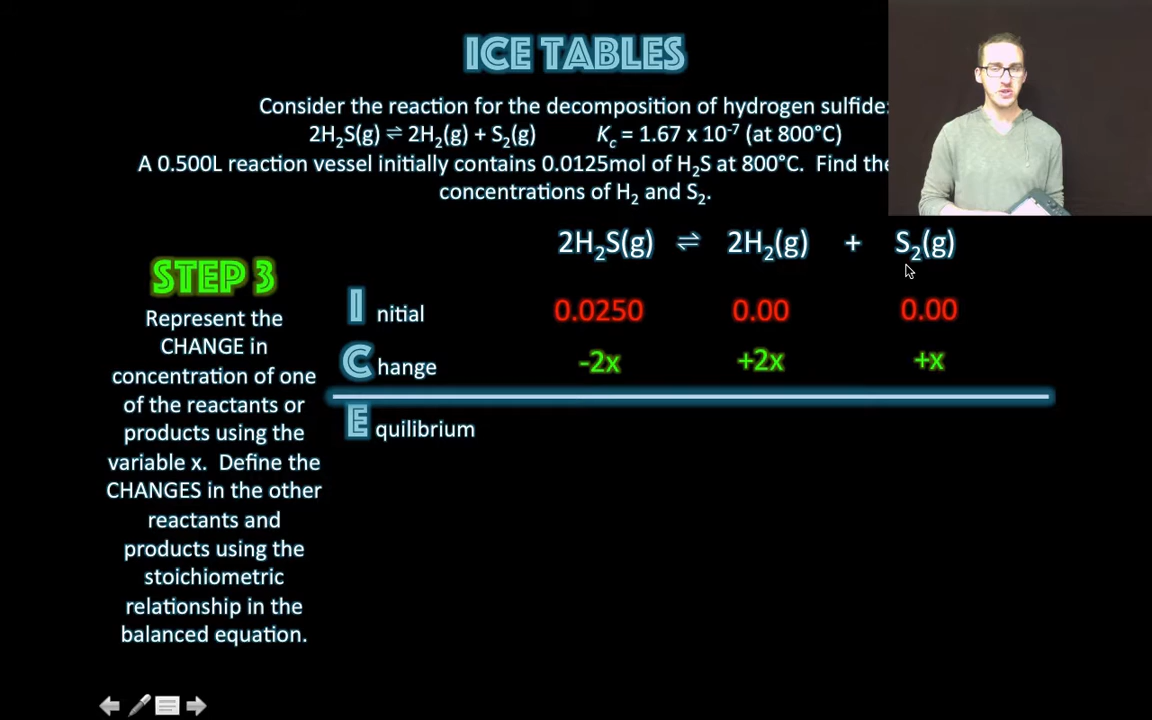 ICE TABLES
Consider the reaction for the decomposition of hydrogen sulfide:
2H₂S(g) ⇌ 2H₂(g) + S₂(g) K_c = 1.67 x 10⁻⁷ (at 800°C)
A 0.500L reaction vessel initially contains 0.0125mol of H₂S at 800°C. Find the
concentrations of H₂ and S₂.
2H₂S(g) ⇌ 2H₂(g) + S₂(g)
STEP 3
Represent the
CHANGE in
concentration of one
of the reactants or
products using the
variable x. Define the
CHANGES in the other
reactants and
products using the
stoichiometric
relationship in the
balanced equation.
Initial 0.0250 0.00 0.00
Change -2x +2x +x
Equilibrium